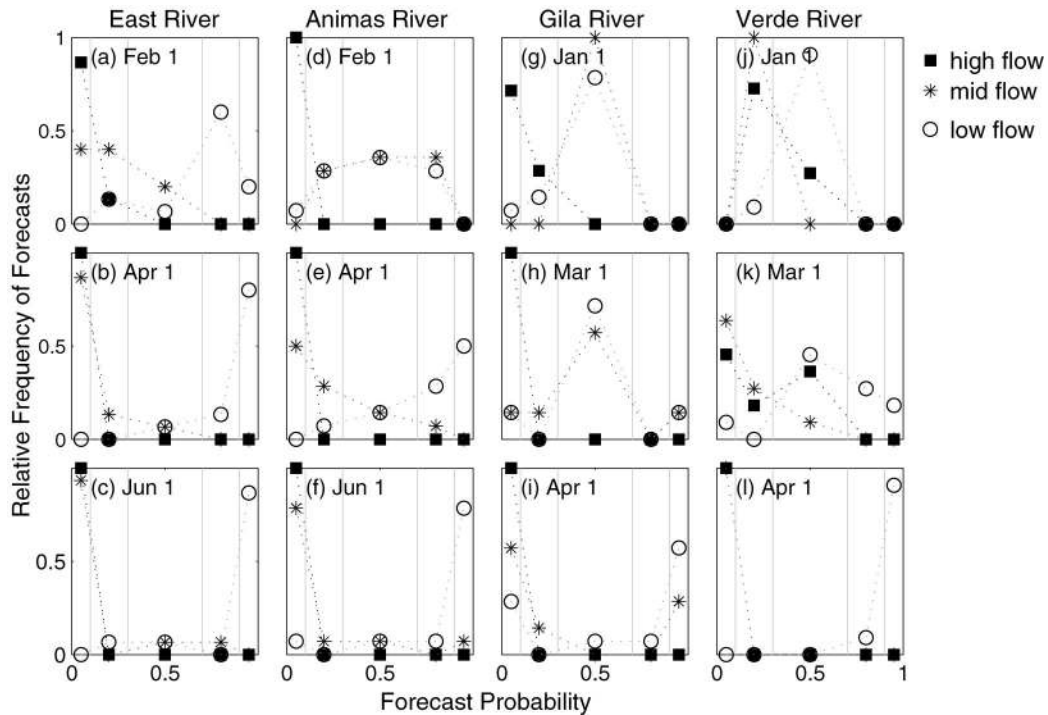 East River Animas River Gila River Verde River
1 (a) Feb 1 (d) Feb 1 (g) Jan 1 (j) Jan 1
high flow
mid flow
low flow
0.5
0
(b) Apr 1 (e) Apr 1 (h) Mar 1 (k) Mar 1
0.5
0
(c) Jun 1 (f) Jun 1 (i) Apr 1 (l) Apr 1
0.5
0
0 0.5 0 0.5 0 0.5 0 0.5 1
Forecast Probability
Relative Frequency of Forecasts